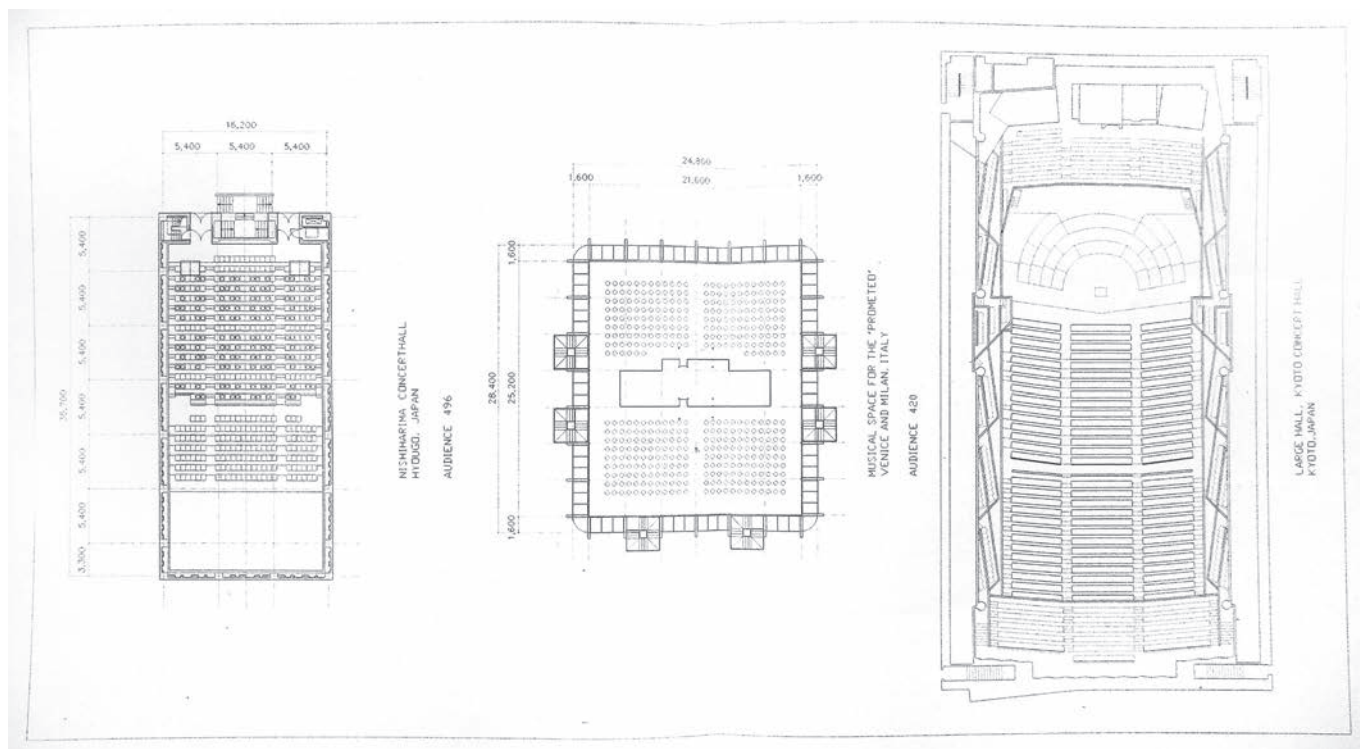 16,200
5,400 5,400 5,400
5,400
5,400
5,400
5,400
5,400
5,400
3,300
35,700
NISHIHARIMA CONCERTHALL
HYOUGO, JAPAN
AUDIENCE 496
24,800
1,600 21,600 1,600
1,600
28,400
25,200
1,600
MUSICAL SPACE FOR THE "PROMETEO"
VENICE AND MILAN, ITALY
AUDIENCE 420
LARGE HALL, KYOTO CONCERT HALL
KYOTO,JAPAN